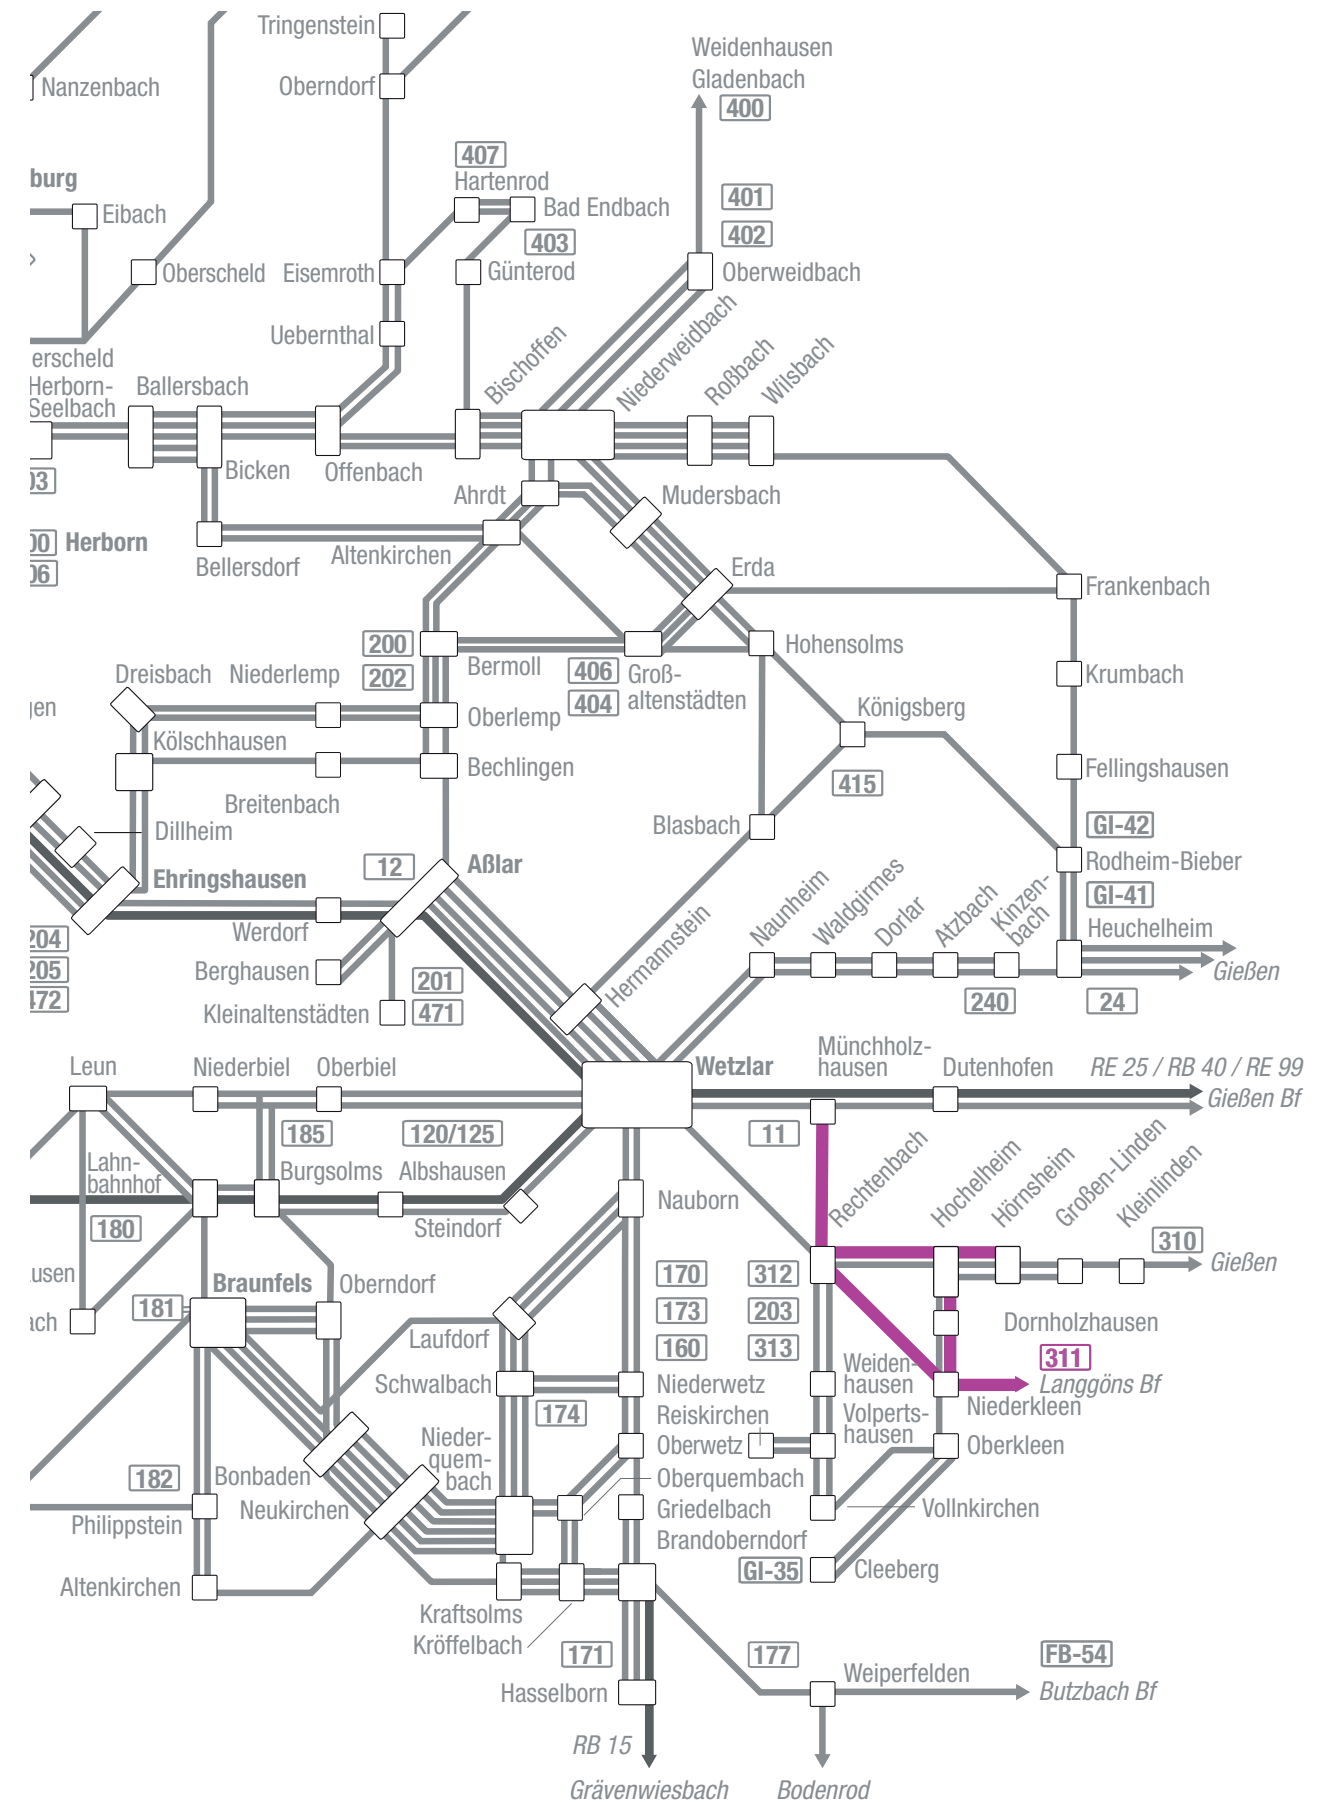 Tringenstein
Weidenhausen
Gladenbach
400
Nanzenbach
Oberndorf
407
Hartenrod
burg
Eibach
Bad Endbach
401
403
402
Oberscheld
Eisemroth
Günterod
Oberweidbach
Uebernthal
Bischoffen
Niederweidbach
Roßbach
Wilsbach
erscheld
Herborn-
Seelbach
Ballersbach
Bicken
Offenbach
03
Ahrdt
Mudersbach
00
Herborn
06
Bellersdorf
Altenkirchen
Erda
Frankenbach
200
202
Bermoll
406
404
Groß-
altenstädten
Hohensolms
Krumbach
Dreisbach
Niederlemp
gen
Oberlemp
Königsberg
Kölschhausen
Bechlingen
Fellingshausen
415
Breitenbach
Dillheim
Blasbach
GI-42
Rodheim-Bieber
12
Aßlar
Ehringshausen
GI-41
Naunheim
Waldgirmes
Dorlar
Atzbach
Kinzen-
bach
Heuchelheim
Gießen
Werdorf
204
205
472
Berghausen
201
471
Kleinaltenstädten
Hermannstein
240
24
Leun
Niederbiel
Oberbiel
Wetzlar
Münchholz-
hausen
Dutenhofen
RE 25 / RB 40 / RE 99
Gießen Bf
185
120/125
11
Lahn-
bahnhof
Burgsolms
Albshausen
180
Steindorf
Nauborn
Rechtenbach
Hochelheim
Hörnsheim
Großen-Linden
Kleinlinden
310
Gießen
usen
Braunfels
Oberndorf
170
312
181
ach
173
203
Dornholzhausen
Laufdorf
160
313
311
Langgöns Bf
Schwalbach
Niederwetz
Weiden-
hausen
Niederkleen
174
Reiskirchen
Volperts-
hausen
Nieder-
quem-
bach
Oberwetz
Oberkleen
182
Bonbaden
Oberquembach
Neukirchen
Griedelbach
Vollnkirchen
Philippstein
Brandoberndorf
GI-35
Cleeberg
Altenkirchen
Kraftsolms
Kröffelbach
171
177
FB-54
Weiperfelden
Butzbach Bf
Hasselborn
RB 15
Grävenwiesbach
Bodenrod